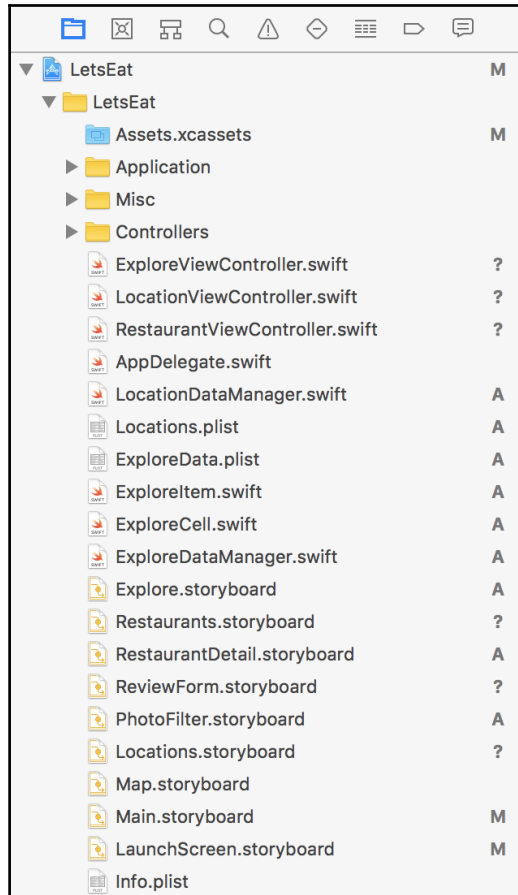 LetsEat M
LetsEat
Assets.xcassets M
Application
Misc
Controllers
ExploreViewController.swift ?
LocationViewController.swift ?
RestaurantViewController.swift ?
AppDelegate.swift
LocationDataManager.swift A
Locations.plist A
ExploreData.plist A
ExploreItem.swift A
ExploreCell.swift A
ExploreDataManager.swift A
Explore.storyboard A
Restaurants.storyboard ?
RestaurantDetail.storyboard A
ReviewForm.storyboard ?
PhotoFilter.storyboard A
Locations.storyboard ?
Map.storyboard
Main.storyboard M
LaunchScreen.storyboard M
Info.plist